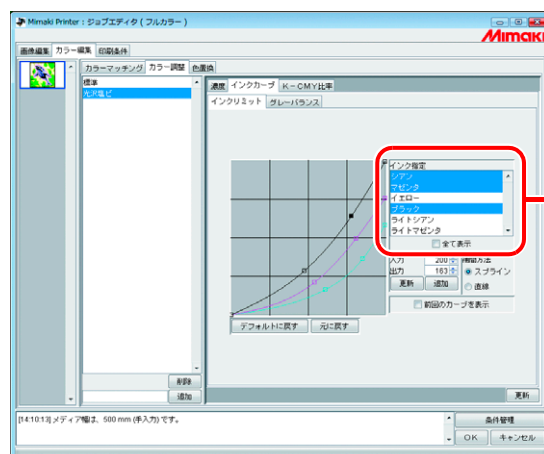 Mimaki Printer : ジョブエディタ ( フルカラー )
Mimaki
画像編集 カラー編集 印刷条件
カラーマッチング カラー調整 色置換
標準
光沢塩ビ
濃度 インクカーブ K-CMY比率
インクリミット グレーバランス
インク指定
シアン
マゼンタ
イエロー
ブラック
ライトシアン
ライトマゼンタ
全て表示
入力 200 補間方法
出力 163 スプライン
更新 追加 直線
前回のカーブを表示
デフォルトに戻す 元に戻す
削除
追加
更新
[14:10:13] メディア幅は、500 mm (手入力) です。
条件管理
OK キャンセル